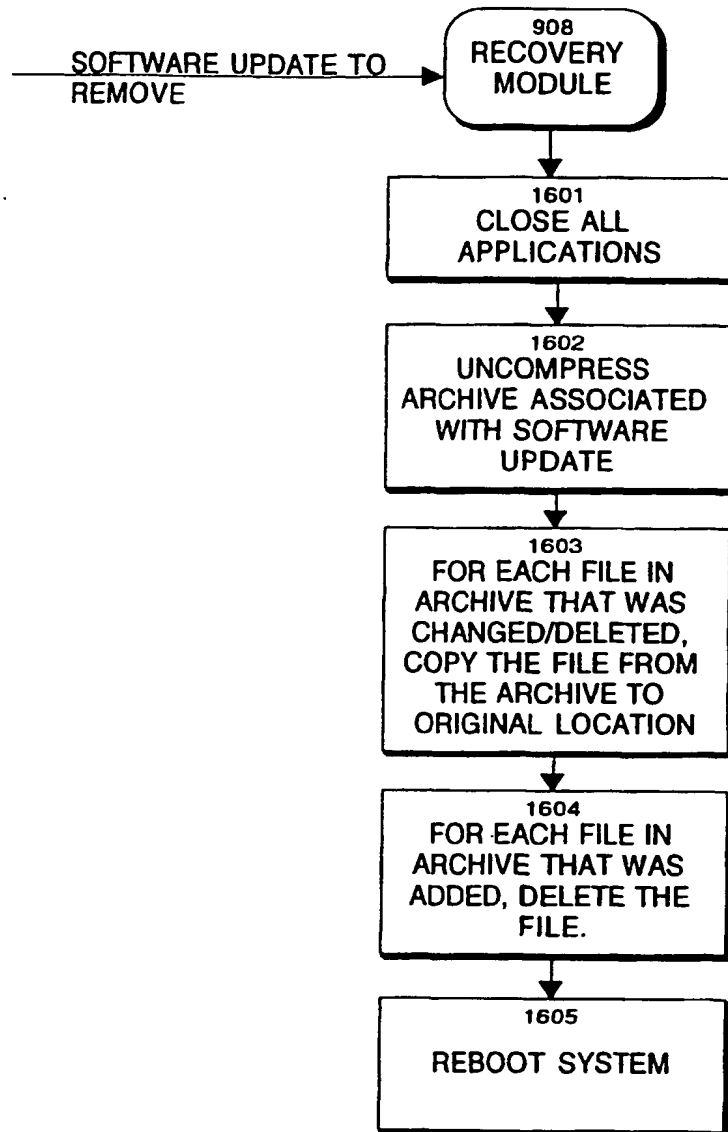 SOFTWARE UPDATE TO
REMOVE
908
RECOVERY
MODULE
1601
CLOSE ALL
APPLICATIONS
1602
UNCOMPRESS
ARCHIVE ASSOCIATED
WITH SOFTWARE
UPDATE
1603
FOR EACH FILE IN
ARCHIVE THAT WAS
CHANGED/DELETED,
COPY THE FILE FROM
THE ARCHIVE TO
ORIGINAL LOCATION
1604
FOR EACH FILE IN
ARCHIVE THAT WAS
ADDED, DELETE THE
FILE.
1605
REBOOT SYSTEM